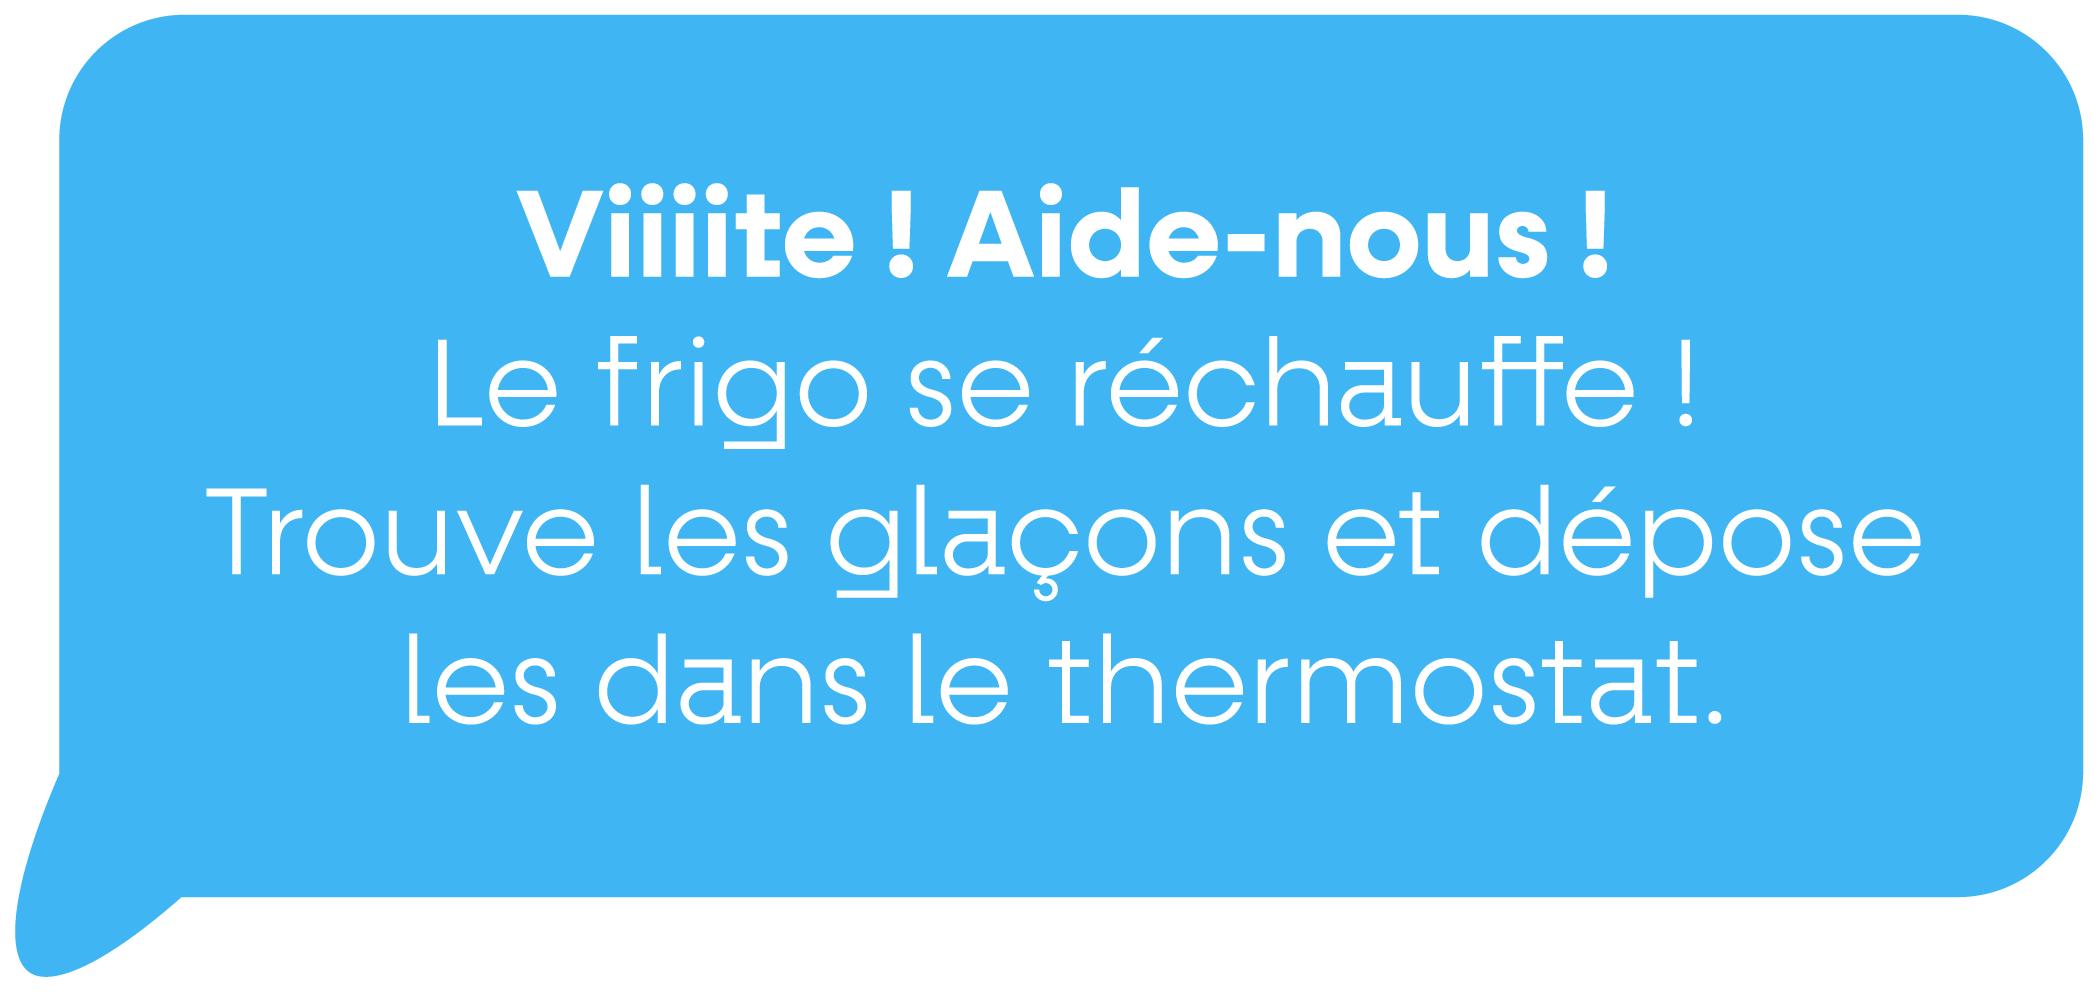 Viiiite ! Aide-nous !
Le frigo se réchauffe !
Trouve les glaçons et dépose
les dans le thermostat.